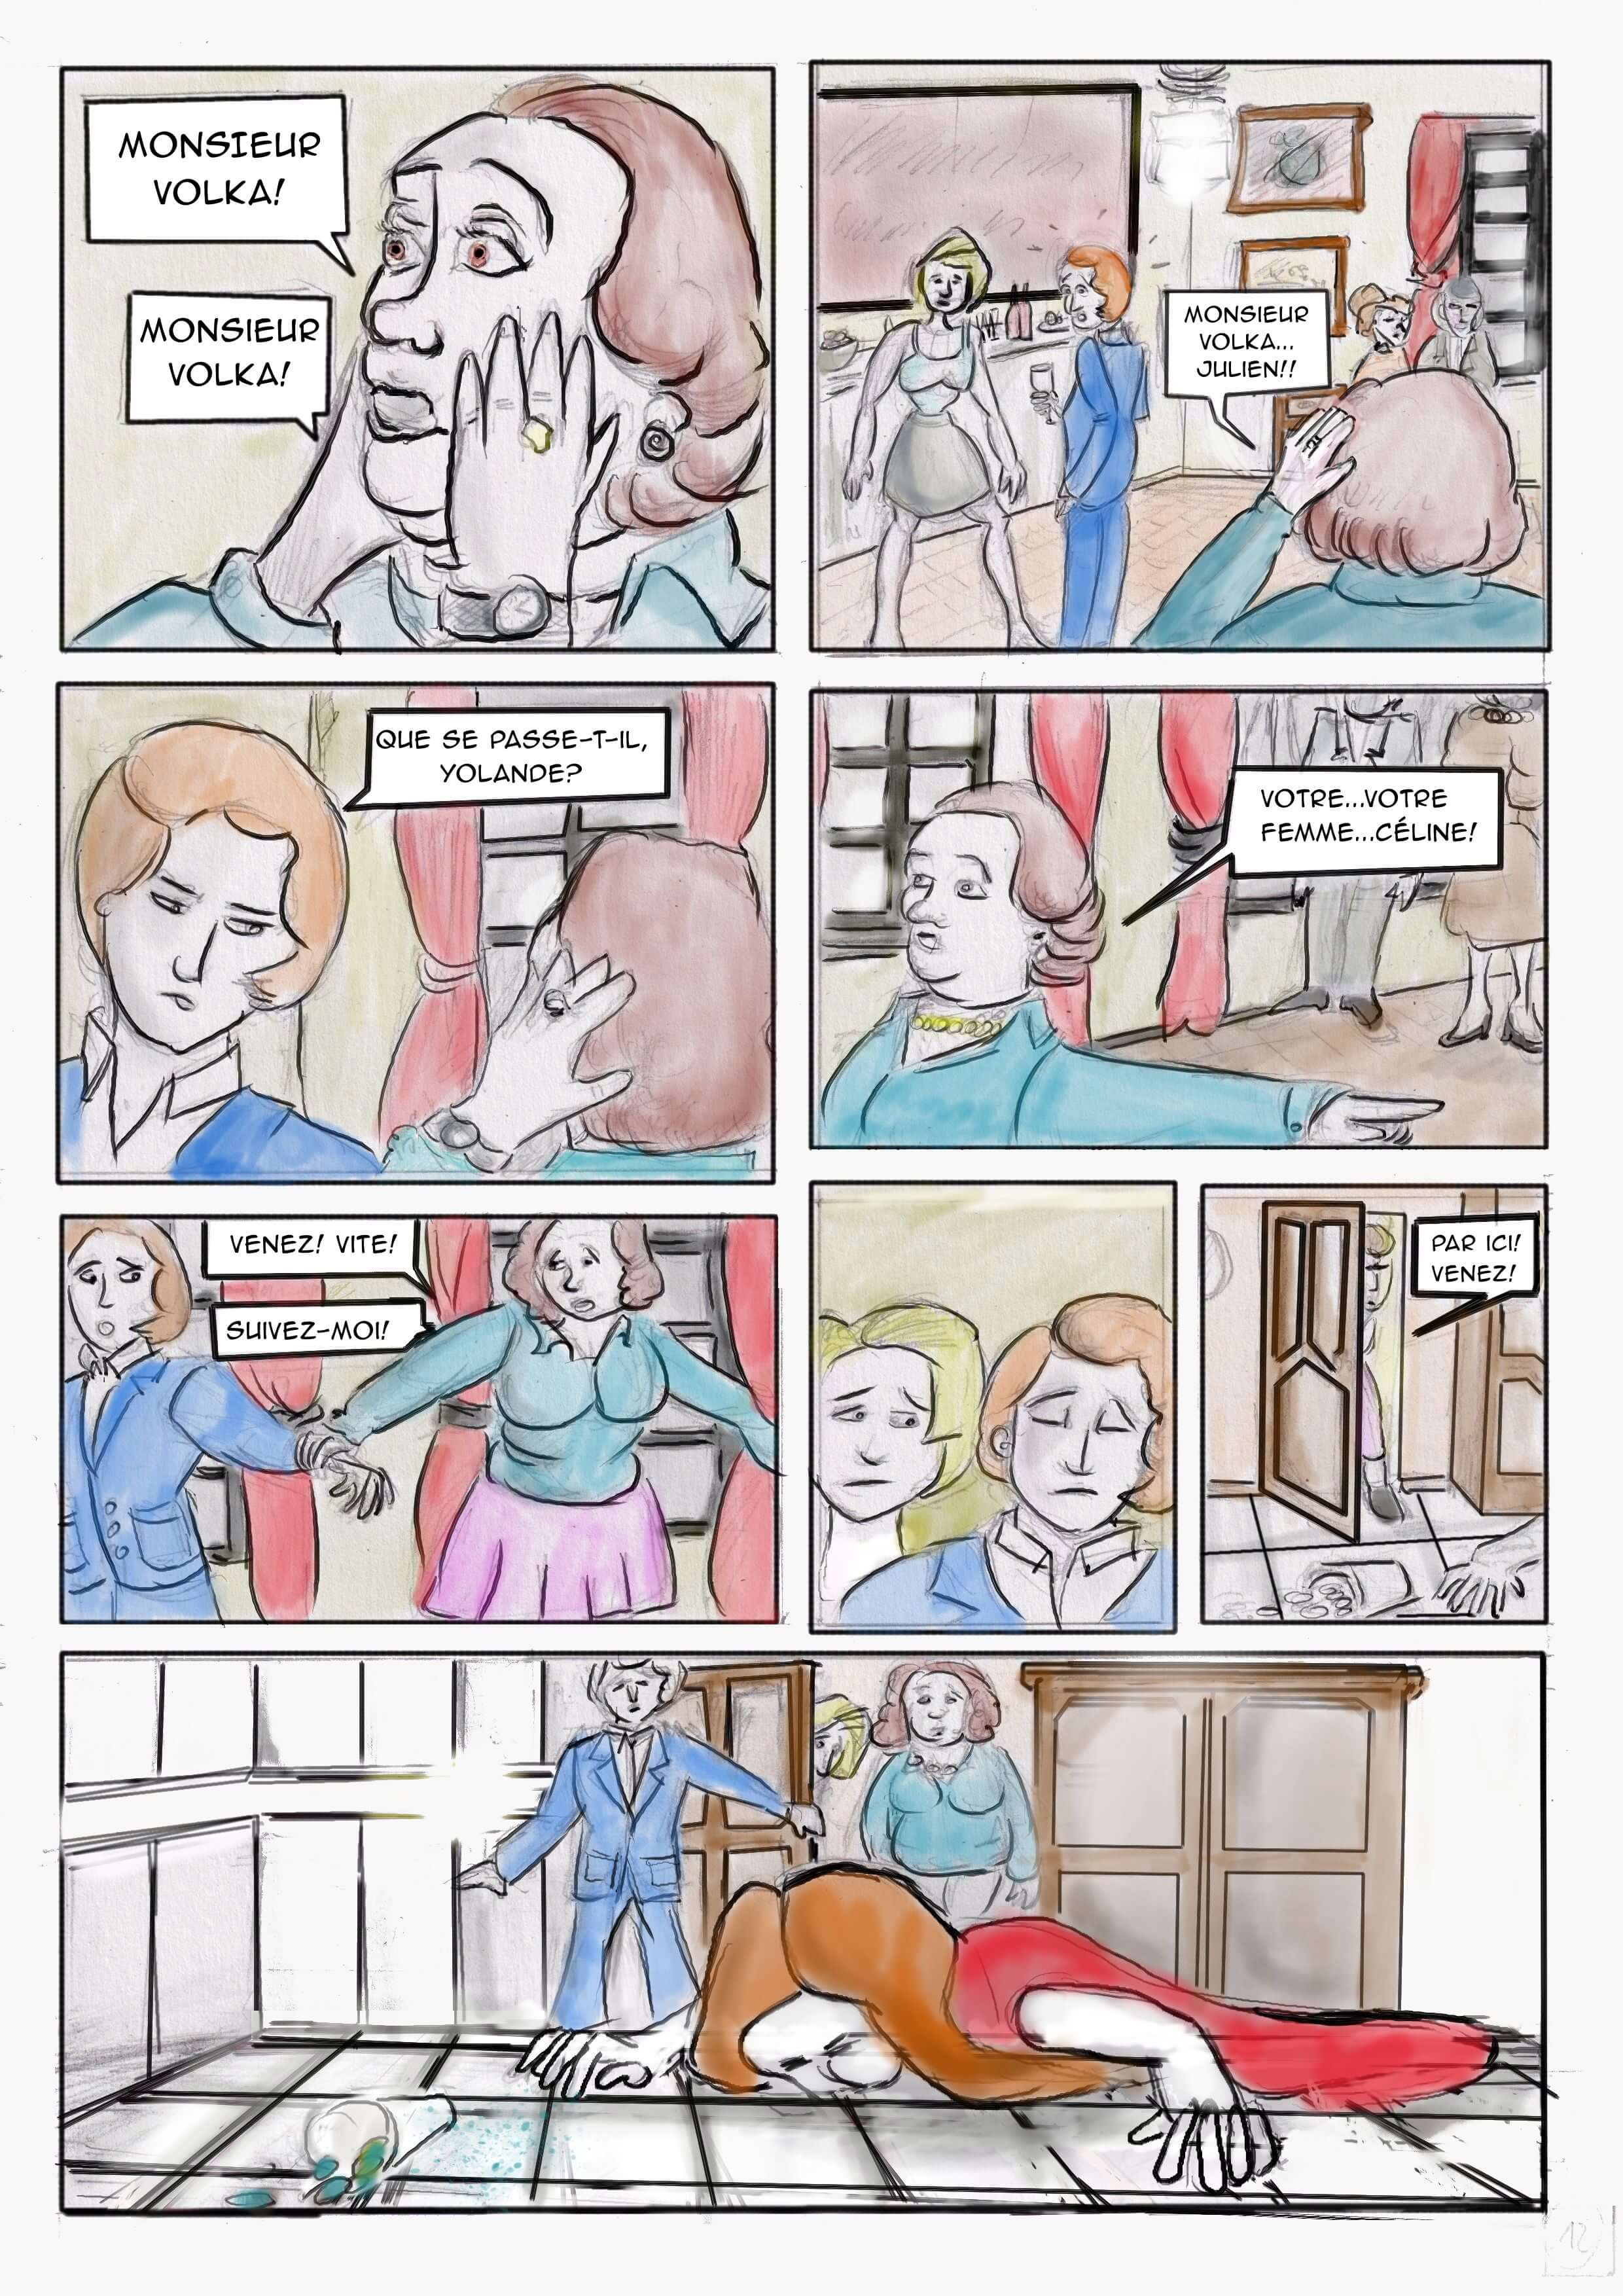 MONSIEUR
VOLKA!
MONSIEUR
VOLKA!
MONSIEUR
VOLKA...
JULIEN!!
QUE SE PASSE-T-IL,
YOLANDE?
VOTRE...VOTRE
FEMME...CÉLINE!
VENEZ! VITE!
SUIVEZ-MOI!
PAR ICI!
VENEZ!
12